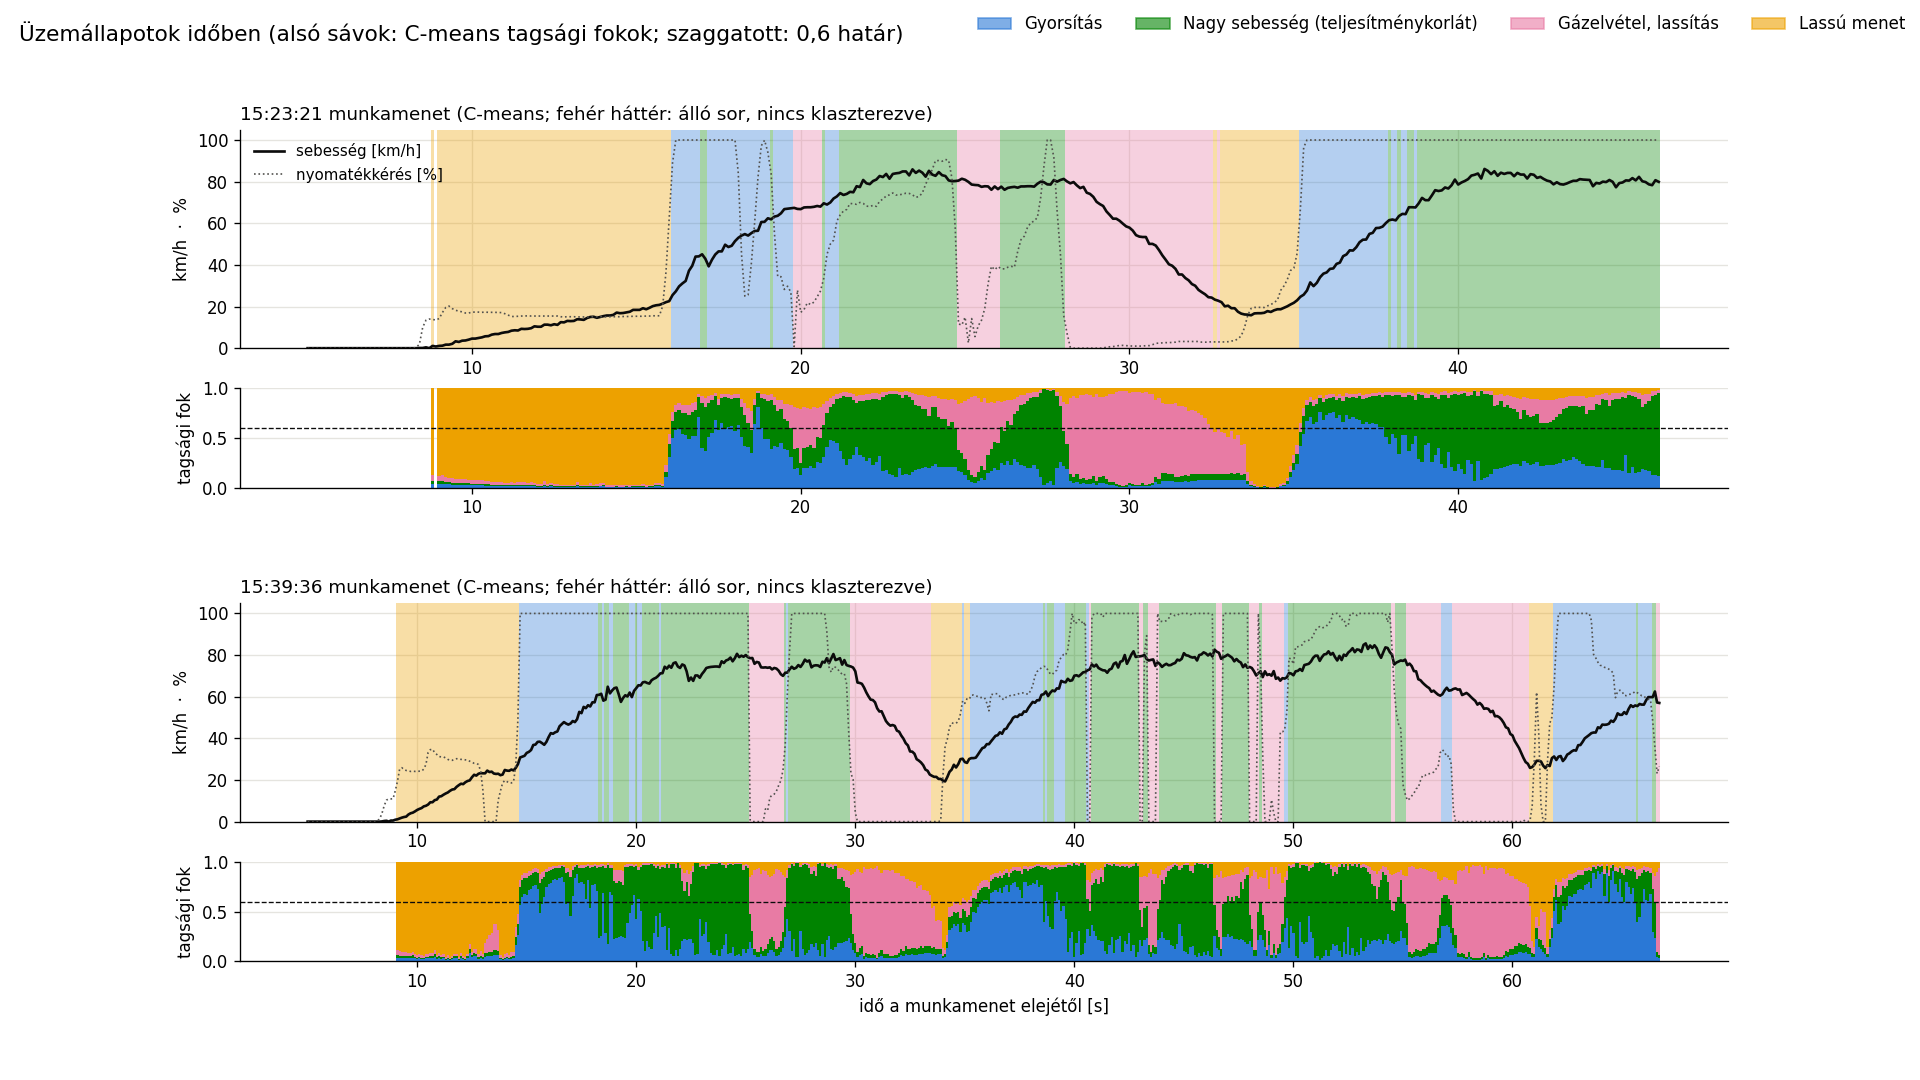 Üzemállapotok időben (alsó sávok: C-means tagsági fokok; szaggatott: 0,6 határ)
Gyorsítás
Nagy sebesség (teljesítménykorlát)
Gázelvétel, lassítás
Lassú menet
15:23:21 munkamenet (C-means; fehér háttér: álló sor, nincs klaszterezve)
km/h · %
100
80
60
40
20
0
sebesség [km/h]
nyomatékkérés [%]
10
20
30
40
tagsági fok
1.0
0.5
0.0
10
20
30
40
15:39:36 munkamenet (C-means; fehér háttér: álló sor, nincs klaszterezve)
km/h · %
100
80
60
40
20
0
10
20
30
40
50
60
tagsági fok
1.0
0.5
0.0
10
20
30
40
50
60
idő a munkamenet elejétől [s]